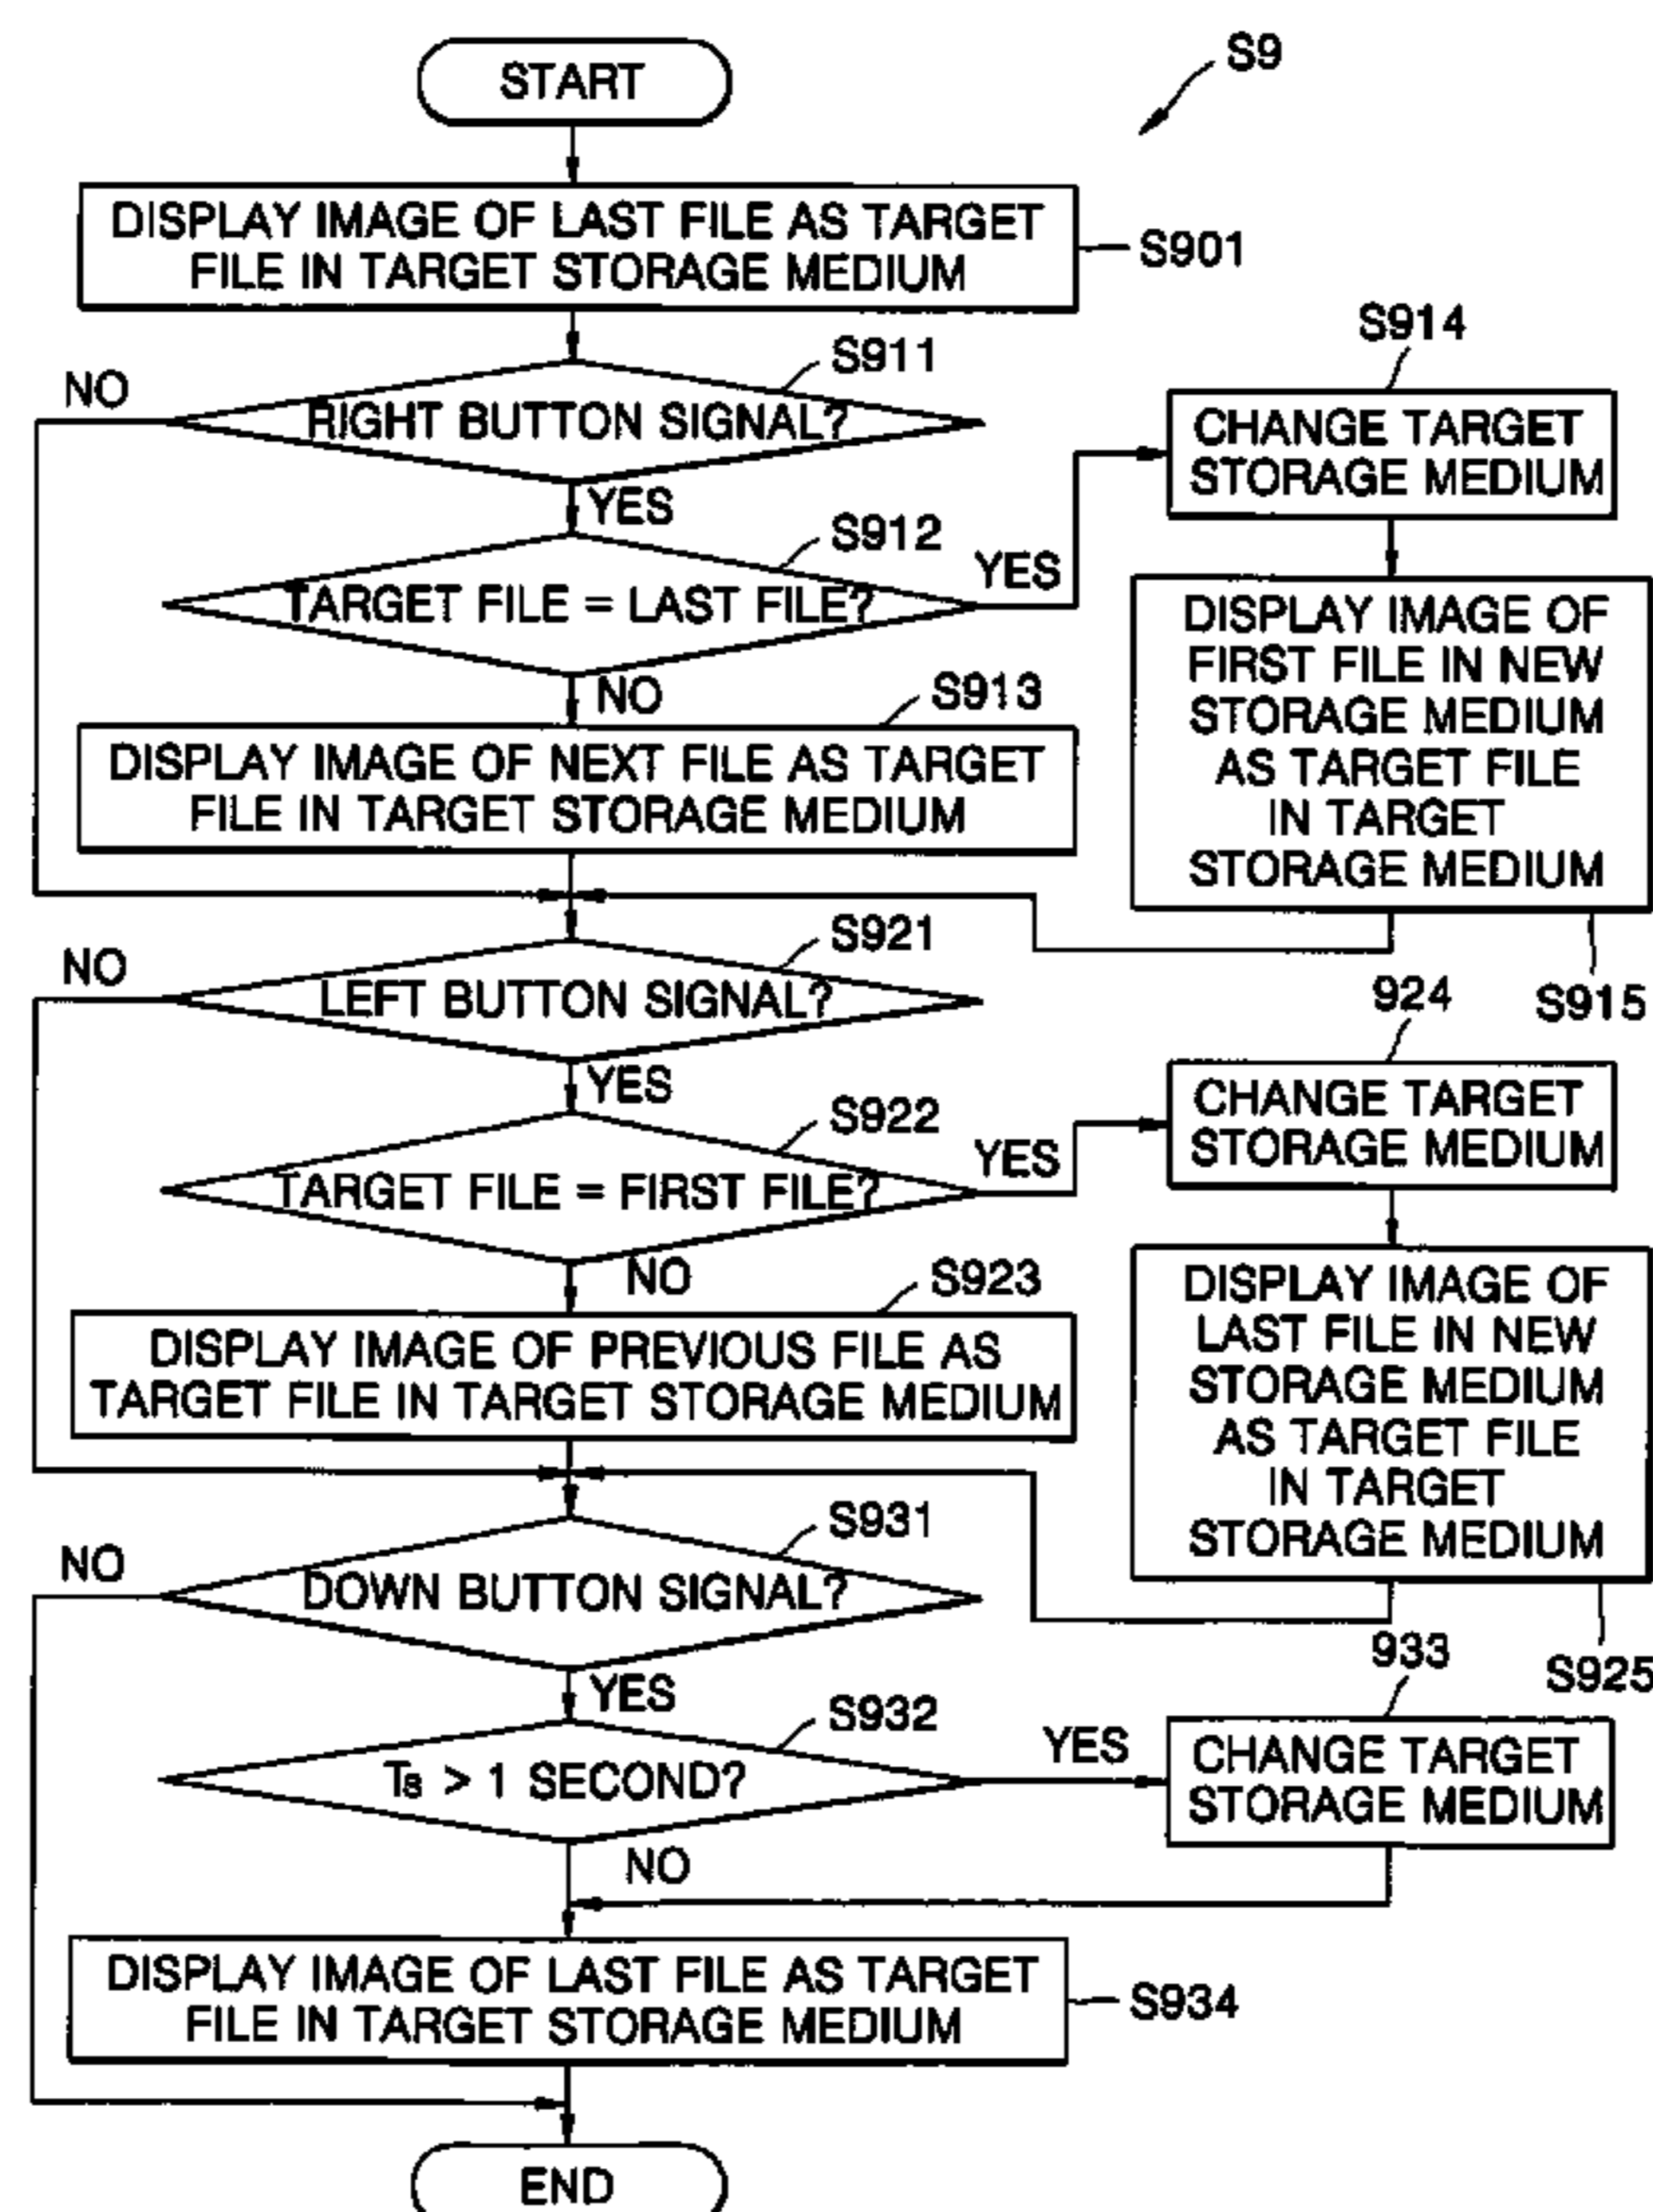 S9
START
DISPLAY IMAGE OF LAST FILE AS TARGET
FILE IN TARGET STORAGE MEDIUM
S901
S911
NO
RIGHT BUTTON SIGNAL?
YES
S912
TARGET FILE = LAST FILE?
YES
S914
CHANGE TARGET
STORAGE MEDIUM
NO
S913
DISPLAY IMAGE OF NEXT FILE AS TARGET
FILE IN TARGET STORAGE MEDIUM
DISPLAY IMAGE OF
FIRST FILE IN NEW
STORAGE MEDIUM
AS TARGET FILE
IN TARGET
STORAGE MEDIUM
S915
S921
NO
LEFT BUTTON SIGNAL?
YES
S922
TARGET FILE = FIRST FILE?
YES
924
CHANGE TARGET
STORAGE MEDIUM
NO
S923
DISPLAY IMAGE OF PREVIOUS FILE AS
TARGET FILE IN TARGET STORAGE MEDIUM
DISPLAY IMAGE OF
LAST FILE IN NEW
STORAGE MEDIUM
AS TARGET FILE
IN TARGET
STORAGE MEDIUM
S925
S931
NO
DOWN BUTTON SIGNAL?
YES
S932
Ts > 1 SECOND?
YES
933
CHANGE TARGET
STORAGE MEDIUM
NO
DISPLAY IMAGE OF LAST FILE AS TARGET
FILE IN TARGET STORAGE MEDIUM
S934
END